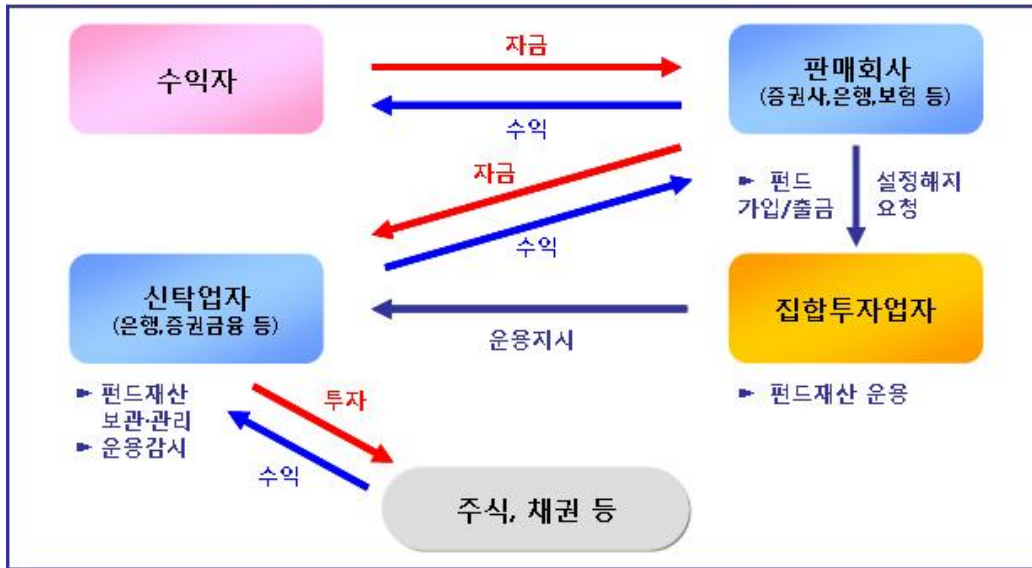 자금
수익자
판매회사
(증권사,은행,보험 등)
수익
자금
► 펀드
가입/출금
설정해지
요청
수익
신탁업자
(은행,증권금융 등)
집합투자업자
운용지시
► 펀드재산
보관·관리
► 운용감시
투자
► 펀드재산 운용
수익
주식, 채권 등